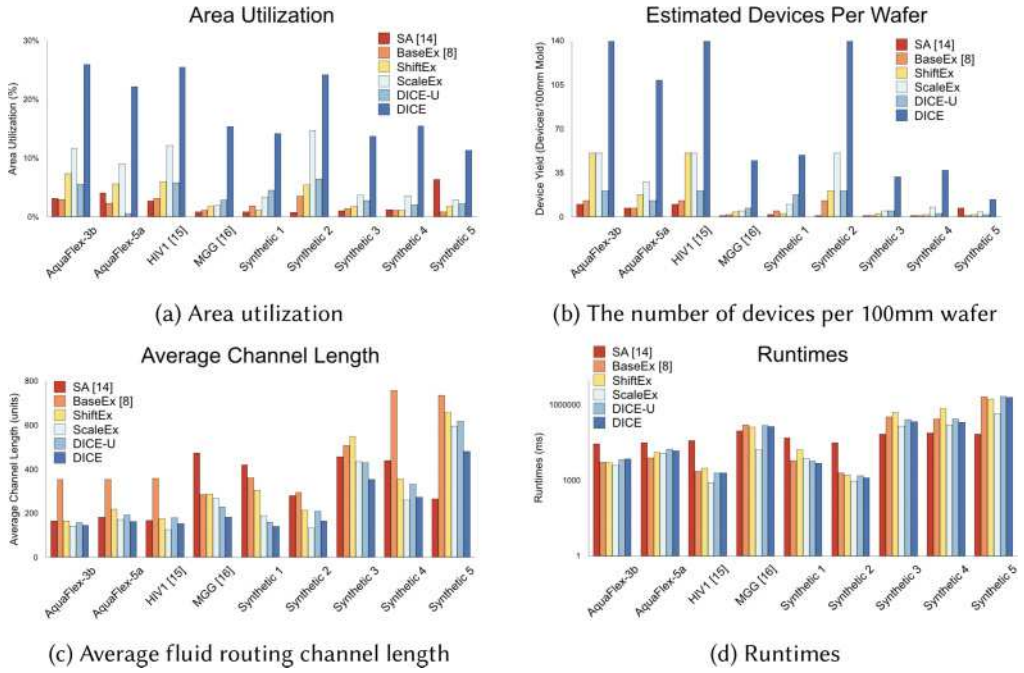 Area Utilization
Area Utilization (%)
30%
20%
10%
0%
SA [14]
BaseEx [8]
ShiftEx
ScaleEx
DICE-U
DICE
AquaFlex-3b
AquaFlex-5a
HIV1 [15]
MGG [16]
Synthetic 1
Synthetic 2
Synthetic 3
Synthetic 4
Synthetic 5
(a) Area utilization
Estimated Devices Per Wafer
Device Yield (Devices/100mm Mold)
140
105
70
35
0
SA [14]
BaseEx [8]
ShiftEx
ScaleEx
DICE-U
DICE
AquaFlex-3b
AquaFlex-5a
HIV1 [15]
MGG [16]
Synthetic 1
Synthetic 2
Synthetic 3
Synthetic 4
Synthetic 5
(b) The number of devices per 100mm wafer
Average Channel Length
Average Channel Length (units)
800
600
400
200
0
SA [14]
BaseEx [8]
ShiftEx
ScaleEx
DICE-U
DICE
AquaFlex-3b
AquaFlex-5a
HIV1 [15]
MGG [16]
Synthetic 1
Synthetic 2
Synthetic 3
Synthetic 4
Synthetic 5
(c) Average fluid routing channel length
Runtimes
Runtimes (ms)
1000000
1000
1
SA [14]
BaseEx [8]
ShiftEx
ScaleEx
DICE-U
DICE
AquaFlex-3b
AquaFlex-5a
HIV1 [15]
MGG [16]
Synthetic 1
Synthetic 2
Synthetic 3
Synthetic 4
Synthetic 5
(d) Runtimes